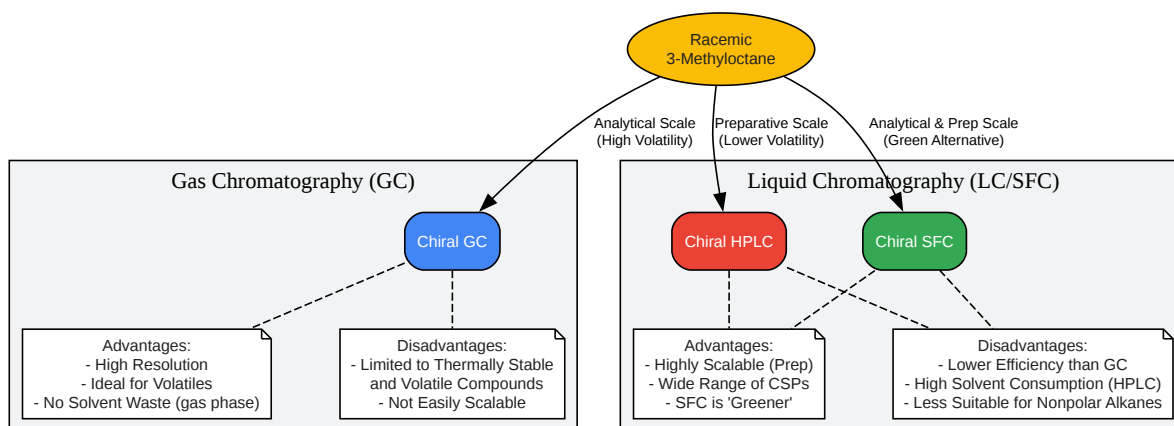 Racemic
3-Methyloctane
Analytical Scale
(High Volatility)
Preparative Scale
(Lower Volatility)
Analytical & Prep Scale
(Green Alternative)
Gas Chromatography (GC)
Liquid Chromatography (LC/SFC)
Chiral GC
Chiral HPLC
Chiral SFC
Advantages:
- High Resolution
- Ideal for Volatiles
- No Solvent Waste (gas phase)
Disadvantages:
- Limited to Thermally Stable
and Volatile Compounds
- Not Easily Scalable
Advantages:
- Highly Scalable (Prep)
- Wide Range of CSPs
- SFC is 'Greener'
Disadvantages:
- Lower Efficiency than GC
- High Solvent Consumption (HPLC)
- Less Suitable for Nonpolar Alkanes